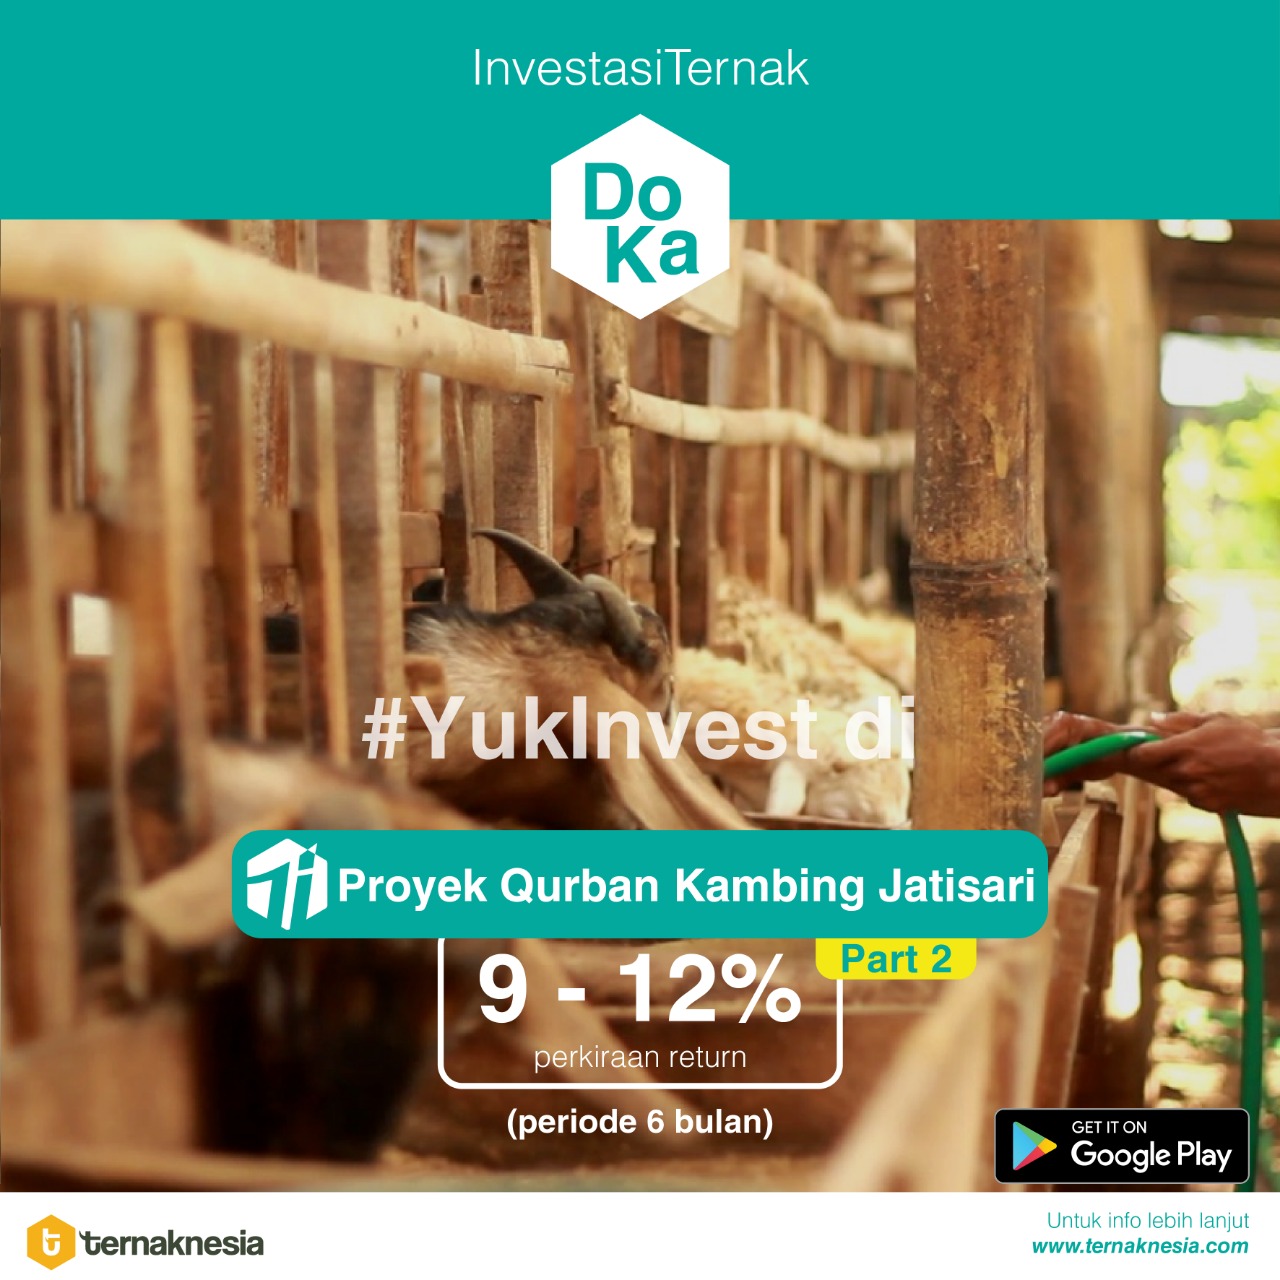 InvestasiTernak
Do
Ka
#YukInvest di
Proyek Qurban Kambing Jatisari
Part 2
9 - 12%
perkiraan return
(periode 6 bulan)
GET IT ON
Google Play
ternaknesia
Untuk info lebih lanjut
www.ternaknesia.com